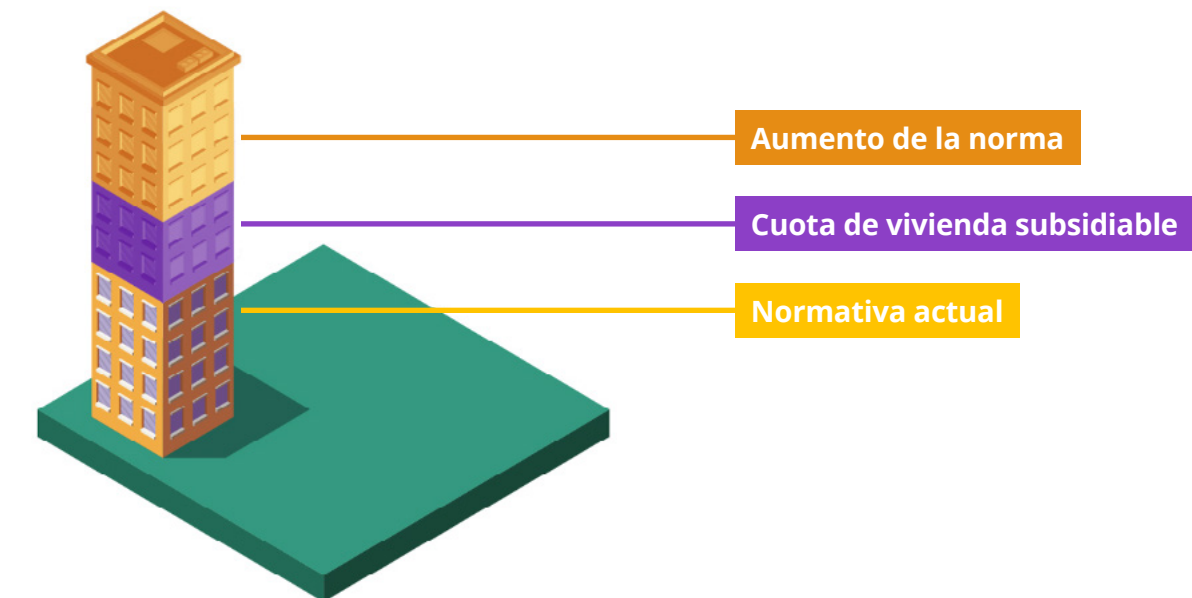 Aumento de la norma
Cuota de vivienda subsidiable
Normativa actual